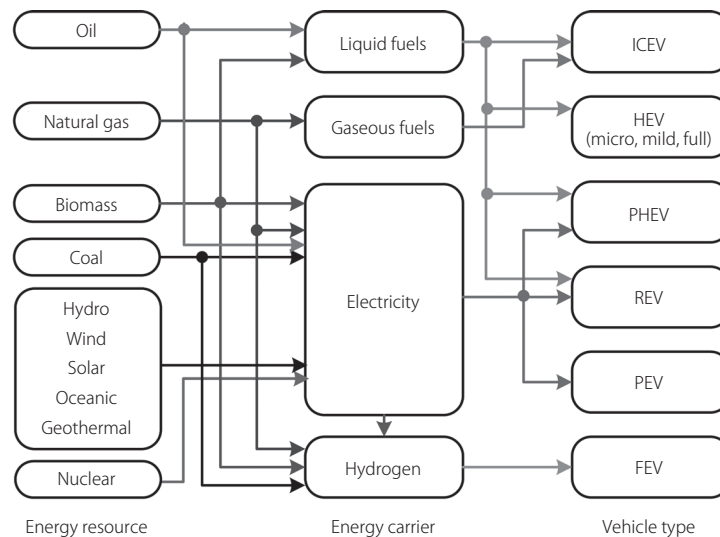 Oil
Natural gas
Biomass
Coal
Hydro
Wind
Solar
Oceanic
Geothermal
Nuclear
Energy resource
Liquid fuels
Gaseous fuels
Electricity
Hydrogen
Energy carrier
ICEV
HEV
(micro, mild, full)
PHEV
REV
PEV
FEV
Vehicle type